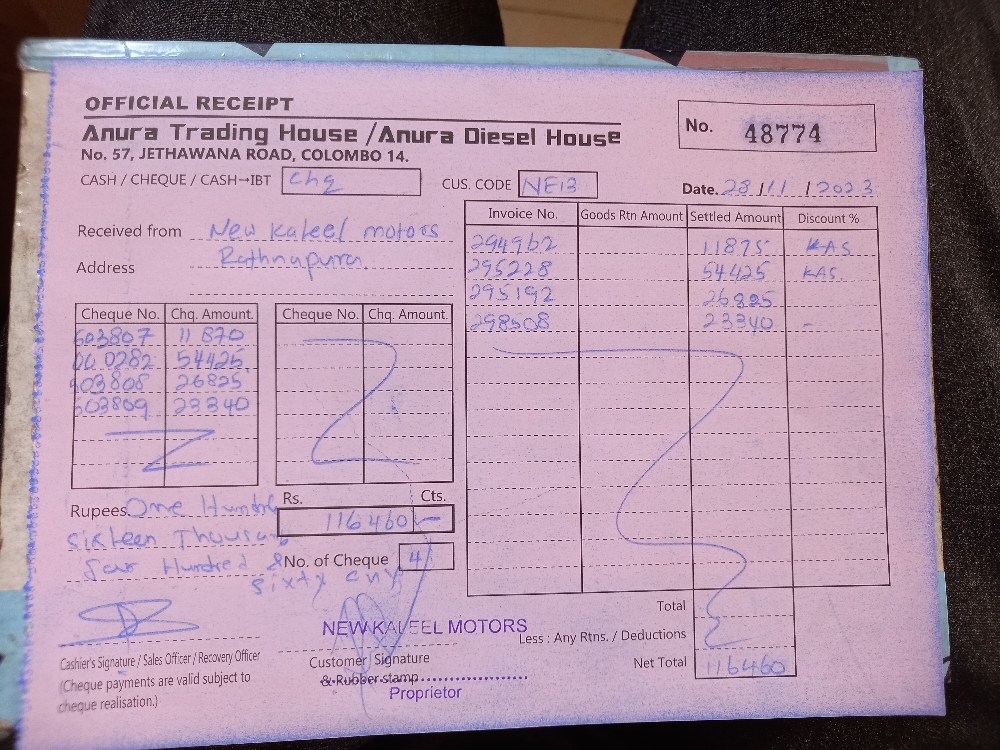 OFFICIAL RECEIPT
Anura Trading House /Anura Diesel House
No. 57, JETHAWANA ROAD, COLOMBO 14.
No. 48774
CASH / CHEQUE / CASH→IBT Chq
CUS. CODE NE13
Date. 28/11/2023
Received from New Kaleel motors
Address Rathnapura.
Cheque No. Chq. Amount. Cheque No. Chq. Amount.
603807 11 870
000282 54425
603808 26825
603809 23340
Invoice No. Goods Rtn Amount Settled Amount Discount %
294962 11875 KAS
295228 54425 KAS.
295192 26825
298508 23340 -
Rupees One Hundred
Sixteen Thousand
Four Hundred &
Sixty only
Rs. Cts.
116460 —
No. of Cheque 4
Total
Less : Any Rtns. / Deductions
Net Total 116460
Cashier's Signature / Sales Officer / Recovery Officer
(Cheque payments are valid subject to
cheque realisation.)
NEW KALEEL MOTORS
Customer Signature
& Rubber stamp
Proprietor